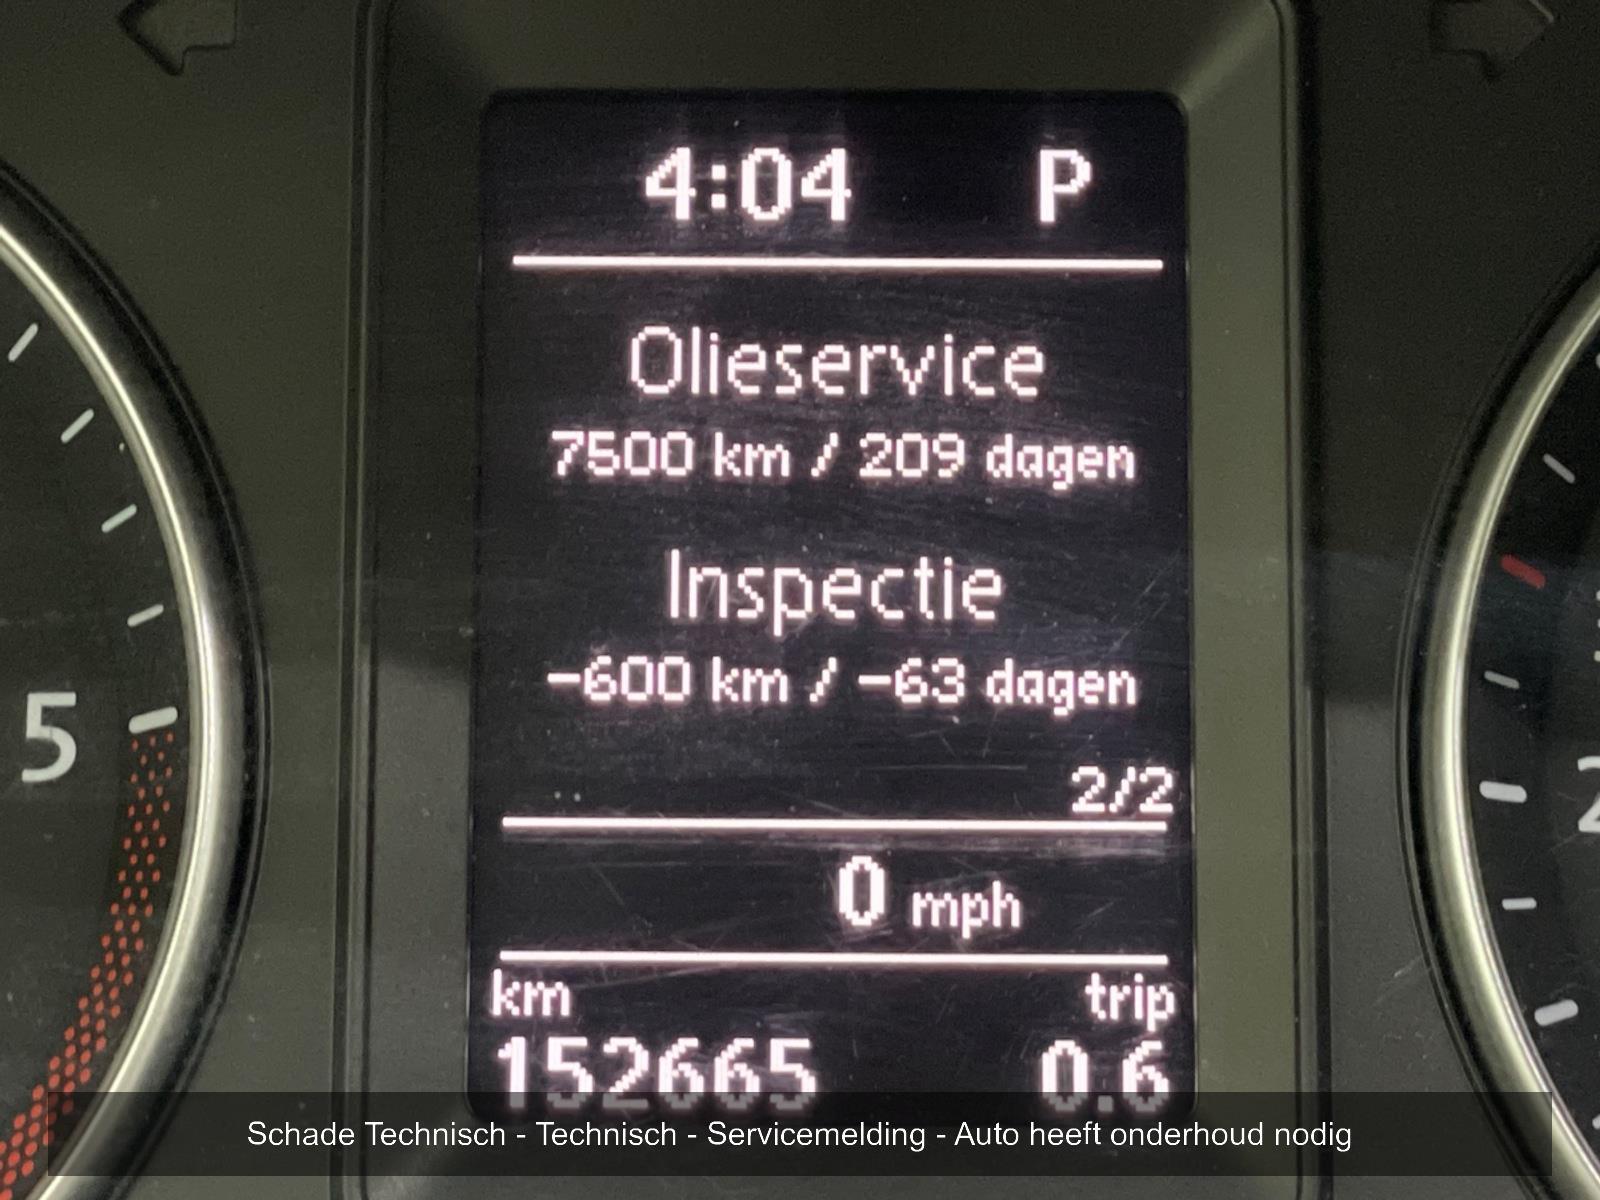 4:04 P
Olieservice
7500 km / 209 dagen
Inspectie
-600 km / -63 dagen
2/2
0 mph
km trip
152665 0.6
5
Schade Technisch - Technisch - Servicemelding - Auto heeft onderhoud nodig